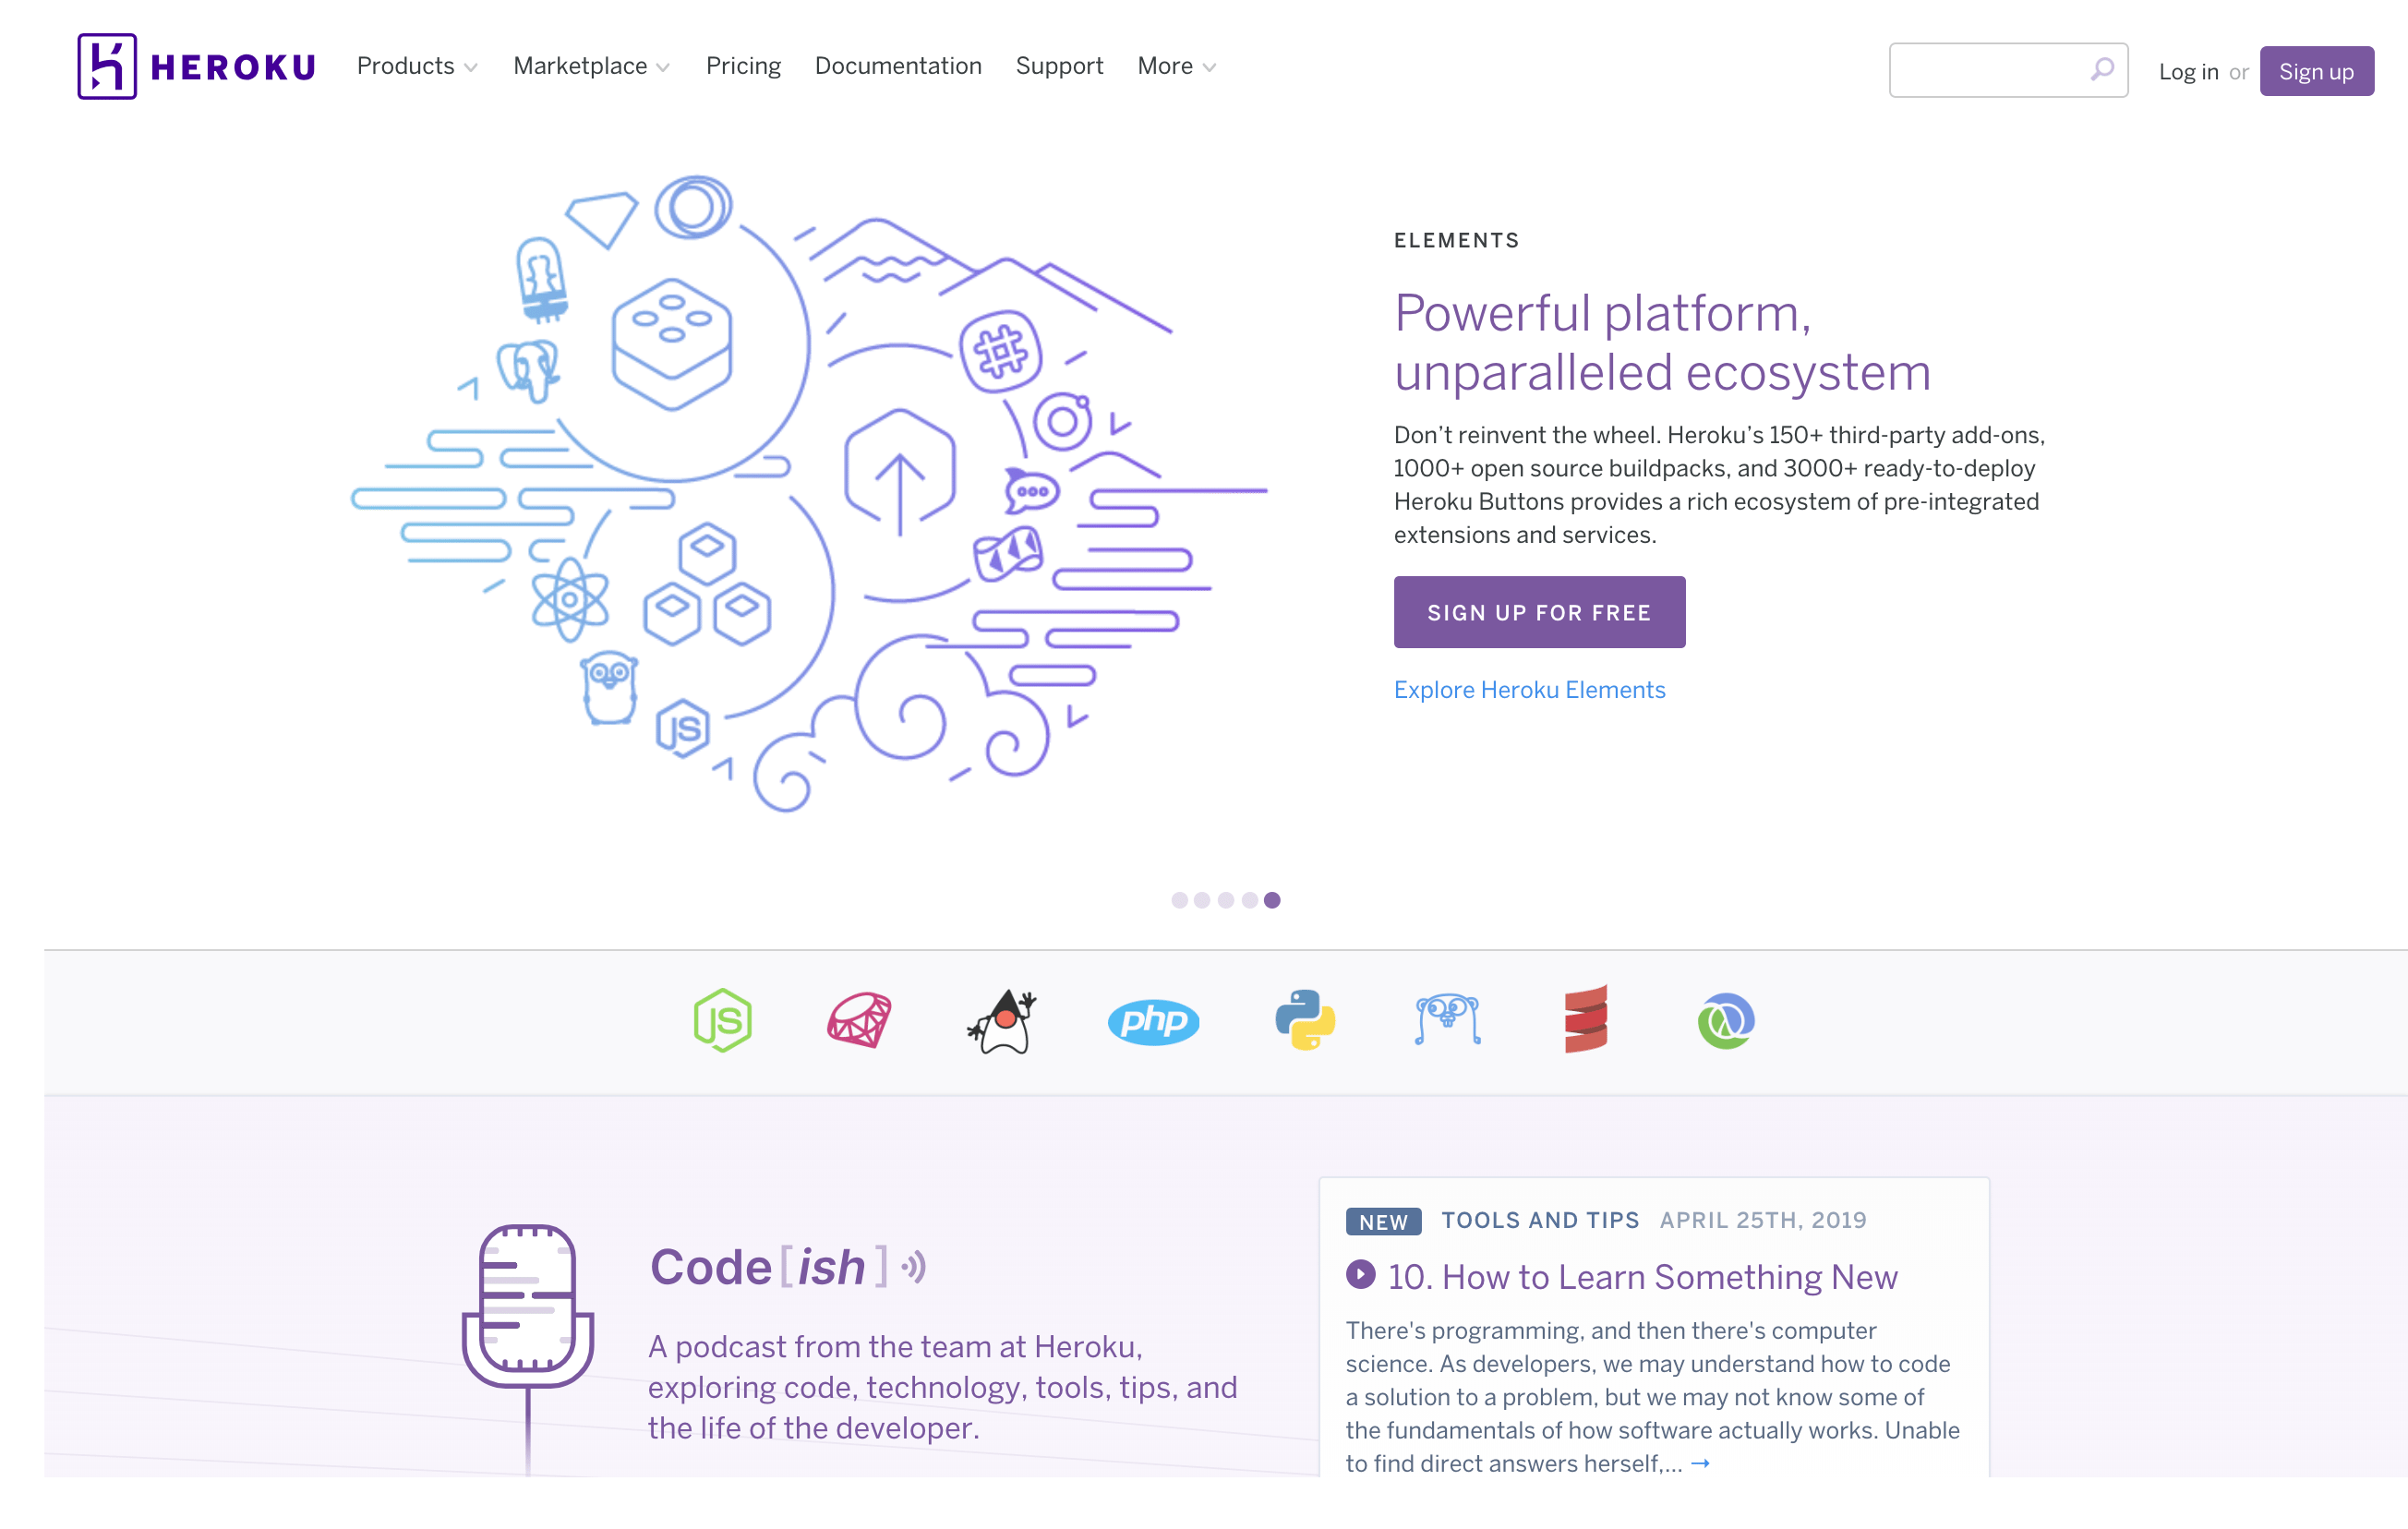 HEROKU
Products
Marketplace
Pricing
Documentation
Support
More
Log in or
Sign up
ELEMENTS
Powerful platform,
unparalleled ecosystem
Don’t reinvent the wheel. Heroku’s 150+ third-party add-ons,
1000+ open source buildpacks, and 3000+ ready-to-deploy
Heroku Buttons provides a rich ecosystem of pre-integrated
extensions and services.
SIGN UP FOR FREE
Explore Heroku Elements
JS
JS
php
Code[ish]
A podcast from the team at Heroku,
exploring code, technology, tools, tips, and
the life of the developer.
NEW TOOLS AND TIPS APRIL 25TH, 2019
10. How to Learn Something New
There's programming, and then there's computer
science. As developers, we may understand how to code
a solution to a problem, but we may not know some of
the fundamentals of how software actually works. Unable
to find direct answers herself,... →